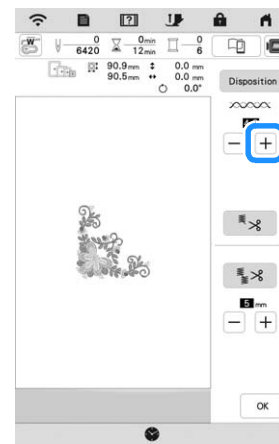 W
0
6420
0min
12min
0
6
90.9mm
90.5mm
0.0 mm
0.0 mm
0.0°
Disposition
− +
5 mm
− +
OK